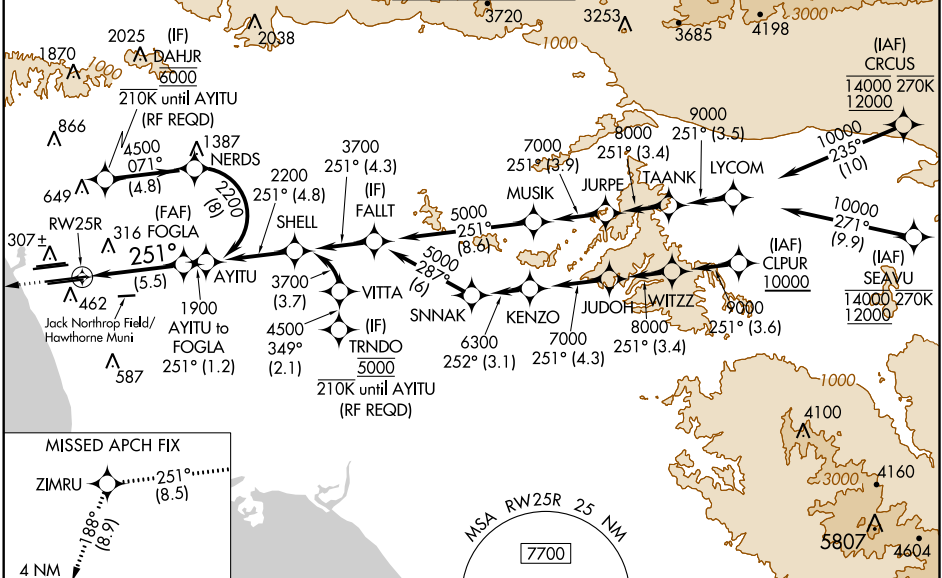 3720
3253
3685
4198
3000
1000
2038
2025
1870
1000
(IF)
DAHJR
6000
210K until AYITU
(RF REQD)
(IAF)
CRCUS
14000 270K
12000
866
1387
NERDS
4500
071°
(4.8)
649
2200
(8)
3700
251° (4.3)
2200
251° (4.8)
7000
251° (3.9)
8000
251° (3.4)
9000
251° (3.5)
10000
235°
(10)
LYCOM
TAANK
JURPE
MUSIK
(IF)
FALLT
SHELL
5000
251°
(8.6)
10000
271°
(9.9)
(IAF)
SEAVU
14000 270K
12000
RW25R
316
(FAF)
FOGLA
251°
(5.5)
307±
462
Jack Northrop Field/
Hawthorne Muni
587
AYITU
1900
AYITU to
FOGLA
251° (1.2)
3700
(3.7)
VITTA
4500
349°
(2.1)
(IF)
TRNDO
5000
210K until AYITU
(RF REQD)
5000
287°
(6)
SNNAK
KENZO
JUDOH
WITZZ
(IAF)
CLPUR
10000
6300
252° (3.1)
7000
251° (4.3)
8000
251° (3.4)
9000
251° (3.6)
1000
4100
3000
4160
5807
4604
MISSED APCH FIX
ZIMRU
251°
(8.5)
188°
(8.9)
4 NM
MSA RW25R 25 NM
7700